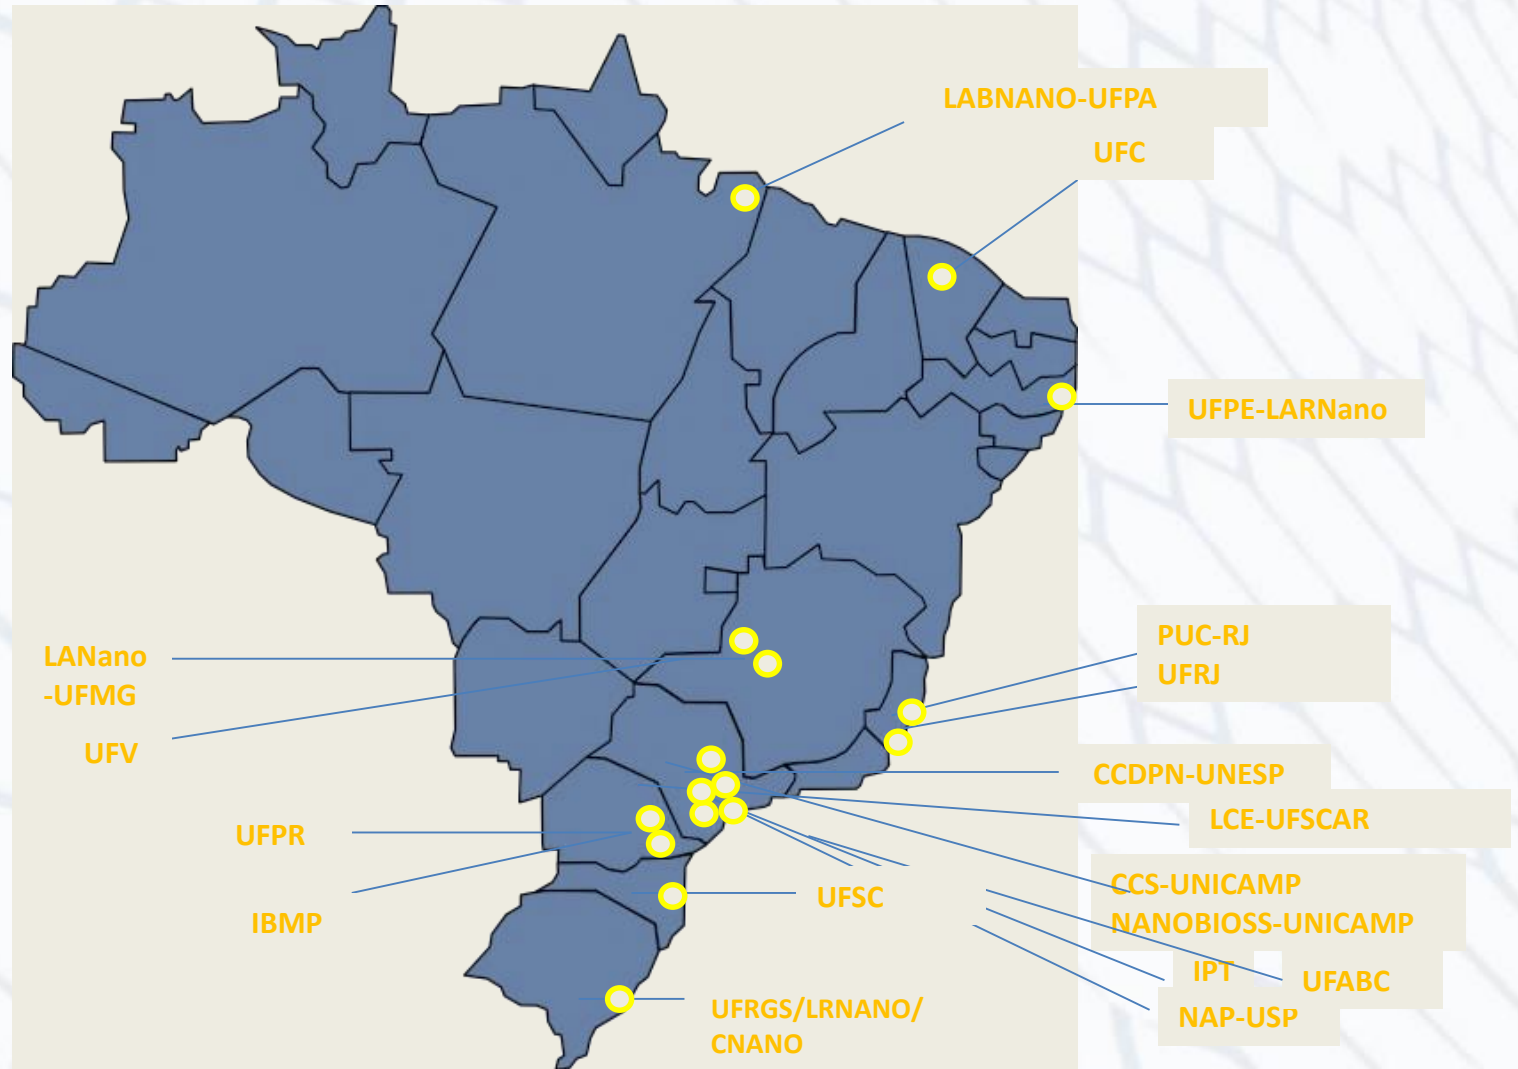 LABNANO-UFPA
UFC
UFPE-LARNano
LANano
-UFMG
UFV
PUC-RJ
UFRJ
CCDPN-UNESP
LCE-UFSCAR
UFPR
IBMP
UFSC
CCS-UNICAMP
NANOBIOSS-UNICAMP
IPT
UFABC
NAP-USP
UFRGS/LRNANO/
CNANO